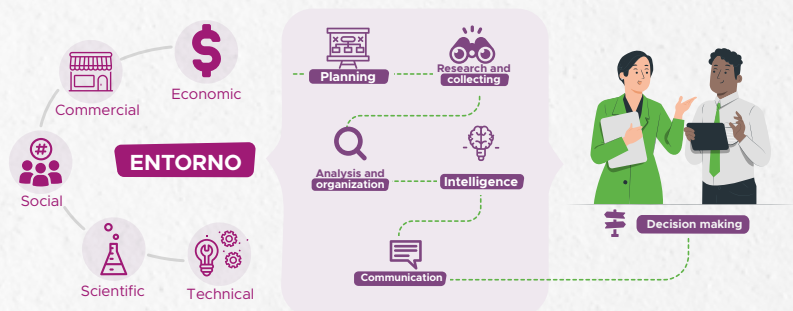 Economic
Commercial
ENTORNO
#
Social
Scientific
Technical
Planning
Research and
collecting
Analysis and
organization
Intelligence
Communication
Decision making